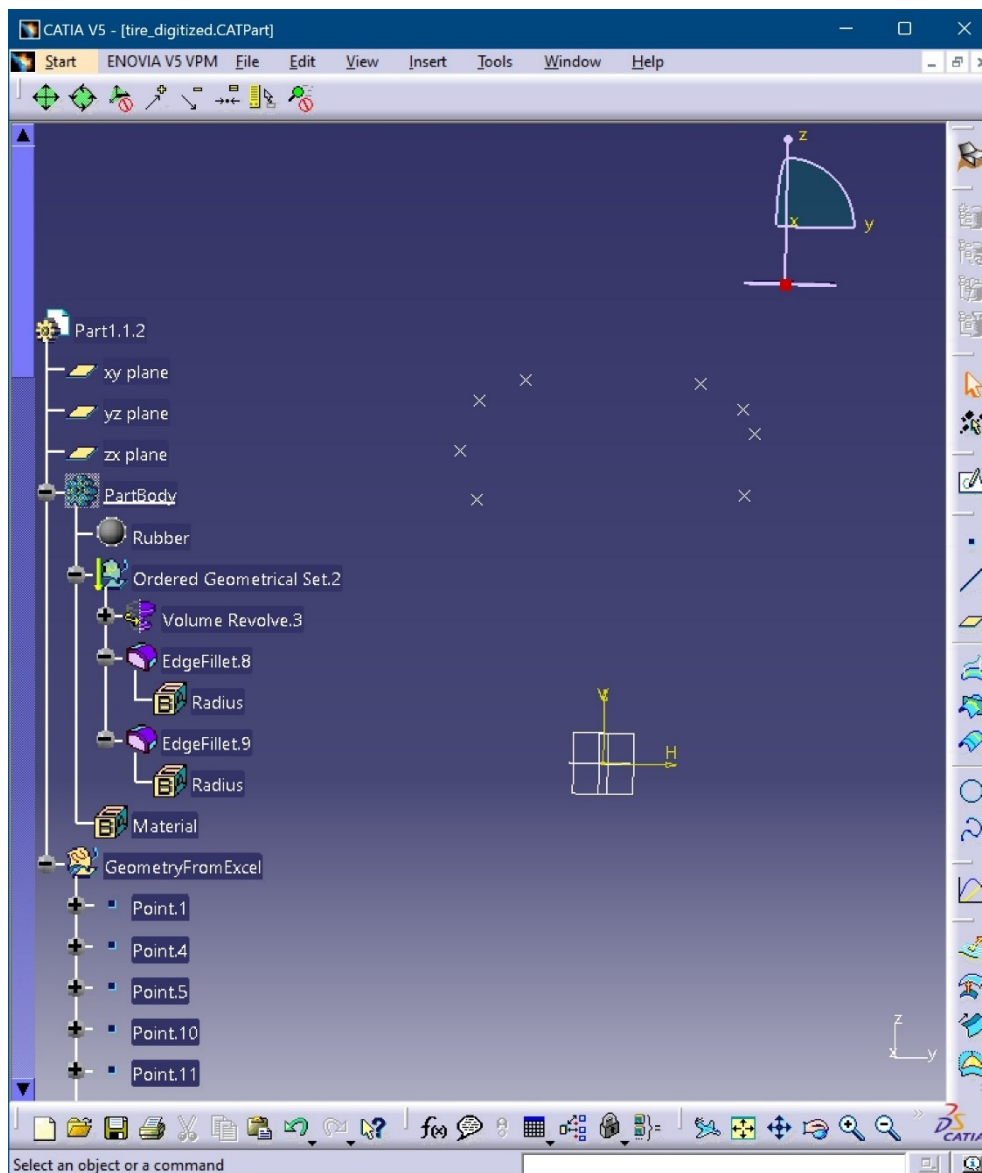 CATIA V5 - [tire_digitized.CATPart]
Start ENOVIA V5 VPM File Edit View Insert Tools Window Help
z
x
y
Part1.1.2
xy plane
yz plane
zx plane
PartBody
Rubber
Ordered Geometrical Set.2
Volume Revolve.3
EdgeFillet.8
Radius
EdgeFillet.9
Radius
Material
V
H
GeometryFromExcel
Point.1
Point.4
Point.5
Point.10
Point.11
z
x y
f(x)
CATIA
Select an object or a command